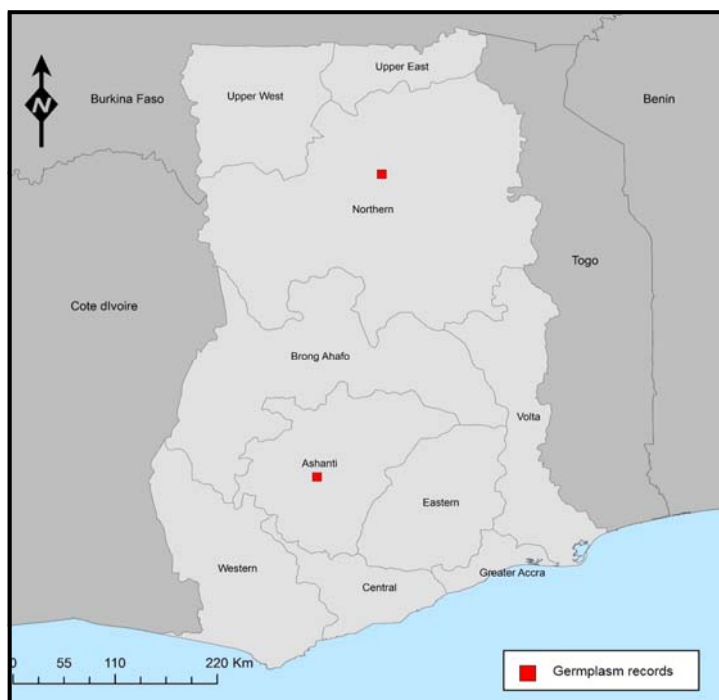 Upper East
Burkina Faso
Upper West
Benin
N
Northern
Togo
Cote dIvoire
Brong Ahafo
Volta
Ashanti
Eastern
Western
Greater Accra
Central
0 55 110 220 Km
Germplasm records